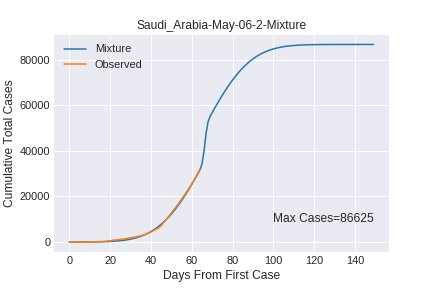 Saudi_Arabia-May-06-2-Mixture
Mixture
Observed
80000
60000
40000
20000
0
Cumulative Total Cases
Max Cases=86625
0 20 40 60 80 100 120 140
Days From First Case